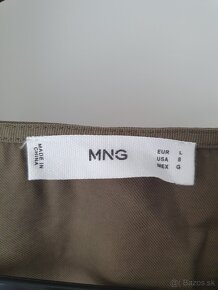 MADE IN
CHINA
MNG
EUR L
USA 8
MEX G
bazos.sk